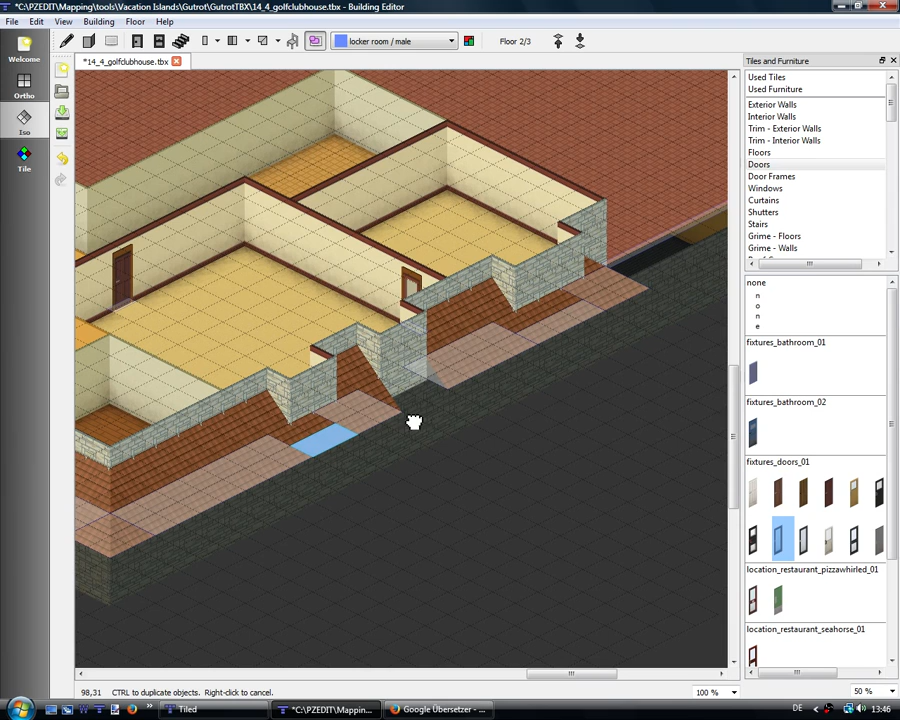 *C:\PZEDIT\Mapping\tools\Vacation Islands\Gutrot\GutrotTBX\14_4_golfclubhouse.tbx - Building Editor
File Edit View Building Floor Help
Welcome
Ortho
Iso
Tile
locker room / male
Floor 2/3
*14_4_golfclubhouse.tbx
Tiles and Furniture
Used Tiles
Used Furniture
Exterior Walls
Interior Walls
Trim - Exterior Walls
Trim - Interior Walls
Floors
Doors
Door Frames
Windows
Curtains
Shutters
Stairs
Grime - Floors
Grime - Walls
none
n
o
n
e
fixtures_bathroom_01
fixtures_bathroom_02
fixtures_doors_01
location_restaurant_pizzawhirled_01
location_restaurant_seahorse_01
98,31 CTRL to duplicate objects. Right-click to cancel.
100 %
50 %
Tiled
*C:\PZEDIT\Mappin...
Google Übersetzer - ...
DE
13:46